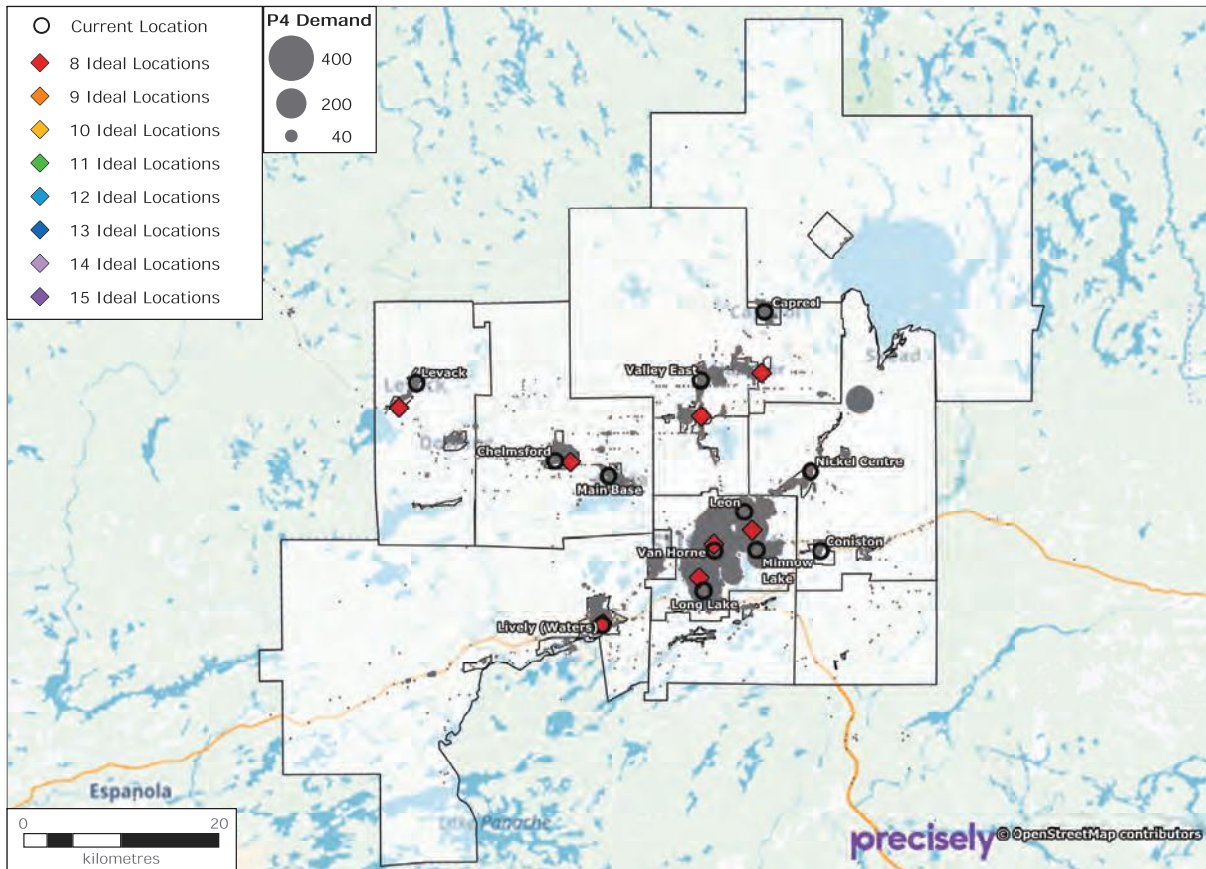 Current Location
8 Ideal Locations
9 Ideal Locations
10 Ideal Locations
11 Ideal Locations
12 Ideal Locations
13 Ideal Locations
14 Ideal Locations
15 Ideal Locations
P4 Demand
400
200
40
Capreol
Levack
Valley East
Chelmsford
Main Base
Nickel Centre
Leon
Van Horne
Minnow
Lake
Coniston
Long Lake
Lively (Waters)
Espanola
Lake Panache
0 20
kilometres
precisely © OpenStreetMap contributors